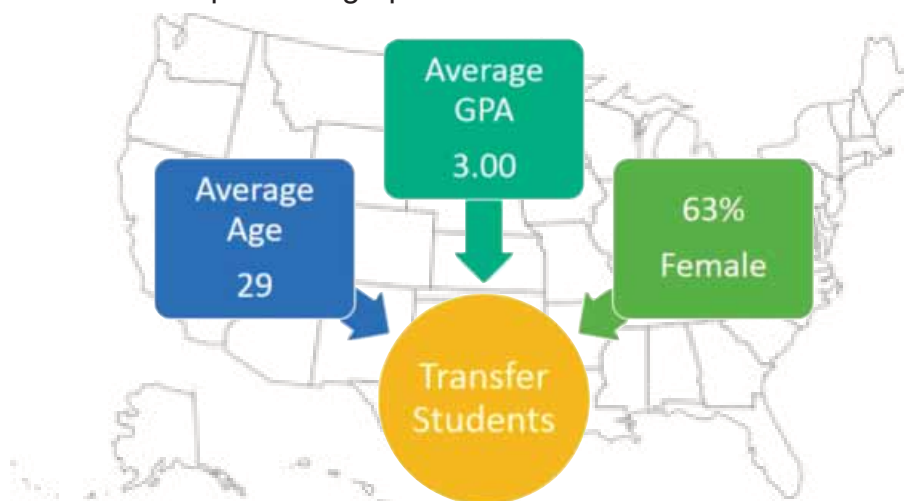 Average
GPA
3.00
Average
Age
29
63%
Female
Transfer
Students